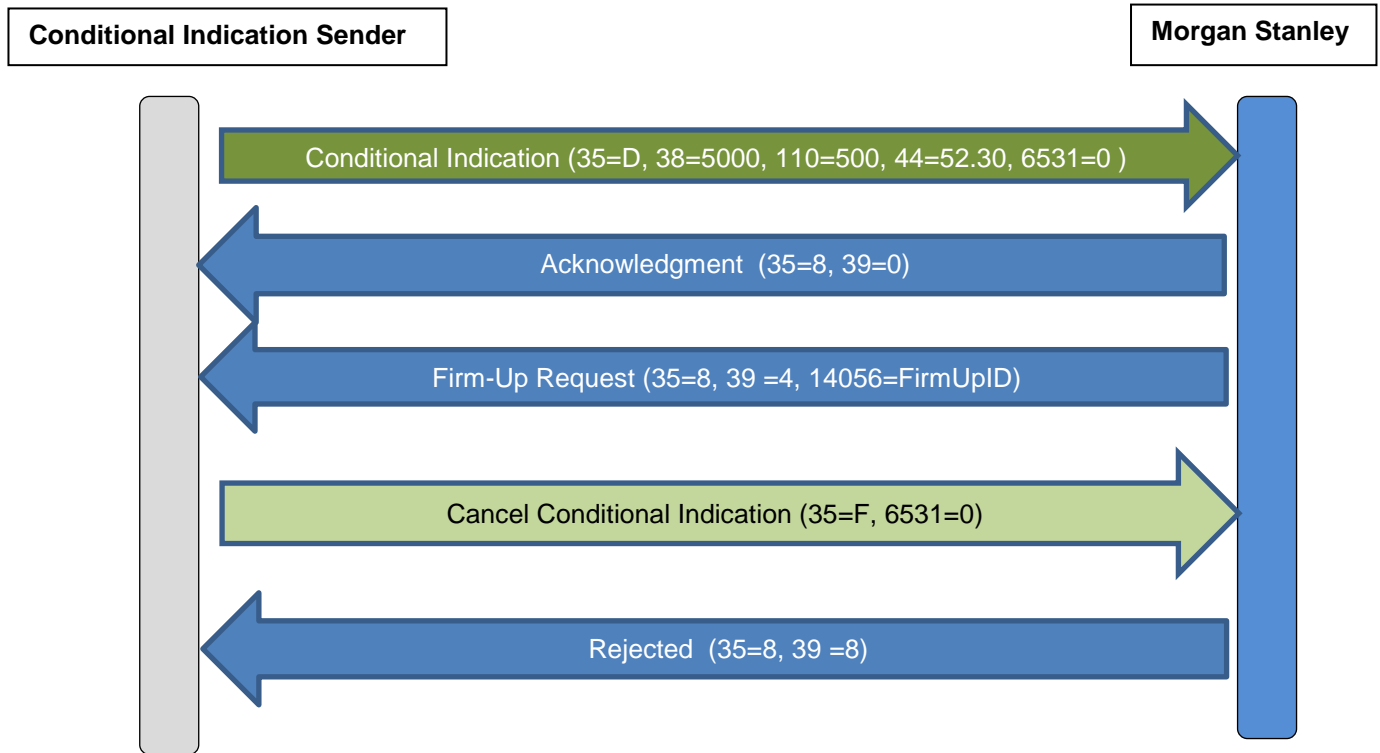 Conditional Indication Sender
Morgan Stanley
Conditional Indication (35=D, 38=5000, 110=500, 44=52.30, 6531=0 )
Acknowledgment  (35=8, 39=0)
Firm-Up Request (35=8, 39 =4, 14056=FirmUpID)
Cancel Conditional Indication (35=F, 6531=0)
Rejected  (35=8, 39 =8)